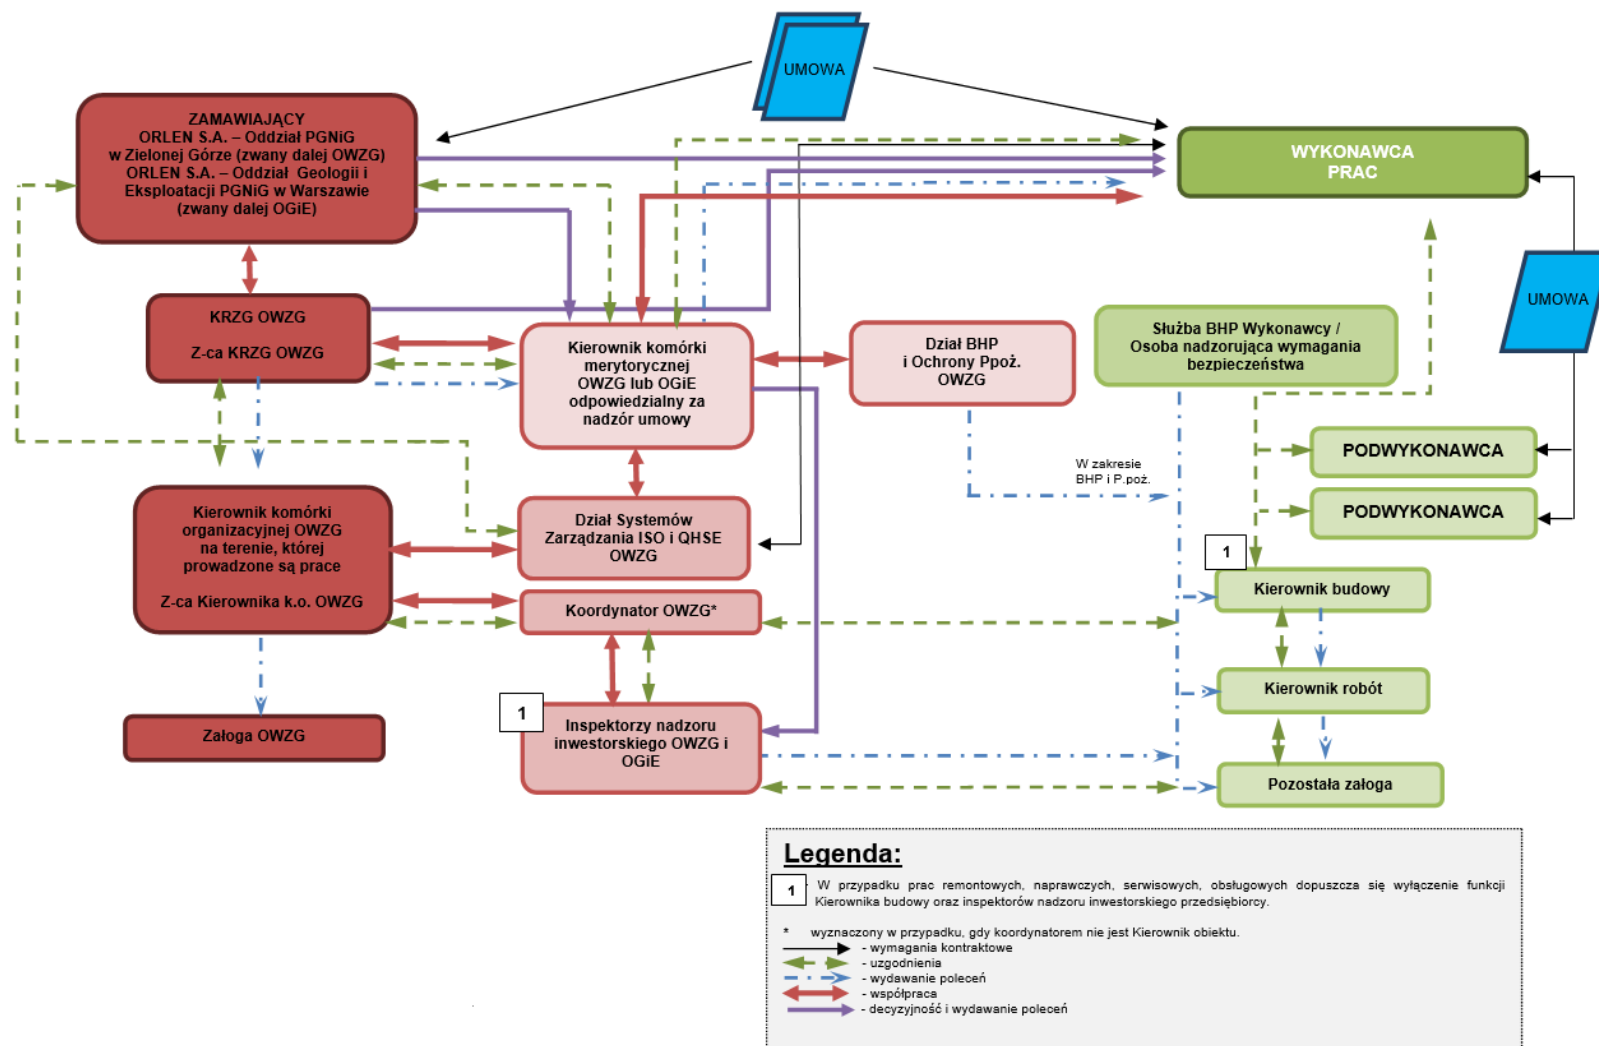 UMOWA
ZAMAWIAJĄCY
ORLEN S.A. – Oddział PGNiG
w Zielonej Górze (zwany dalej OWZG)
ORLEN S.A. – Oddział Geologii i
Eksploatacji PGNiG w Warszawie
(zwany dalej OGiE)
WYKONAWCA
PRAC
UMOWA
KRZG OWZG
Z-ca KRZG OWZG
Kierownik komórki
merytorycznej
OWZG lub OGiE
odpowiedzialny za
nadzór umowy
Dział BHP
i Ochrony Ppoż.
OWZG
Służba BHP Wykonawcy /
Osoba nadzorująca wymagania
bezpieczeństwa
W zakresie
BHP i P.poż.
PODWYKONAWCA
PODWYKONAWCA
Kierownik komórki
organizacyjnej OWZG
na terenie, której
prowadzone są prace
Z-ca Kierownika k.o. OWZG
Dział Systemów
Zarządzania ISO i QHSE
OWZG
1
Kierownik budowy
Koordynator OWZG*
Kierownik robót
1
Inspektorzy nadzoru
inwestorskiego OWZG i
OGiE
Załoga OWZG
Pozostała załoga
Legenda:
1 W przypadku prac remontowych, naprawczych, serwisowych, obsługowych dopuszcza się wyłączenie funkcji
Kierownika budowy oraz inspektorów nadzoru inwestorskiego przedsiębiorcy.
* wyznaczony w przypadku, gdy koordynatorem nie jest Kierownik obiektu.
- wymagania kontraktowe
- uzgodnienia
- wydawanie poleceń
- współpraca
- decyzyjność i wydawanie poleceń